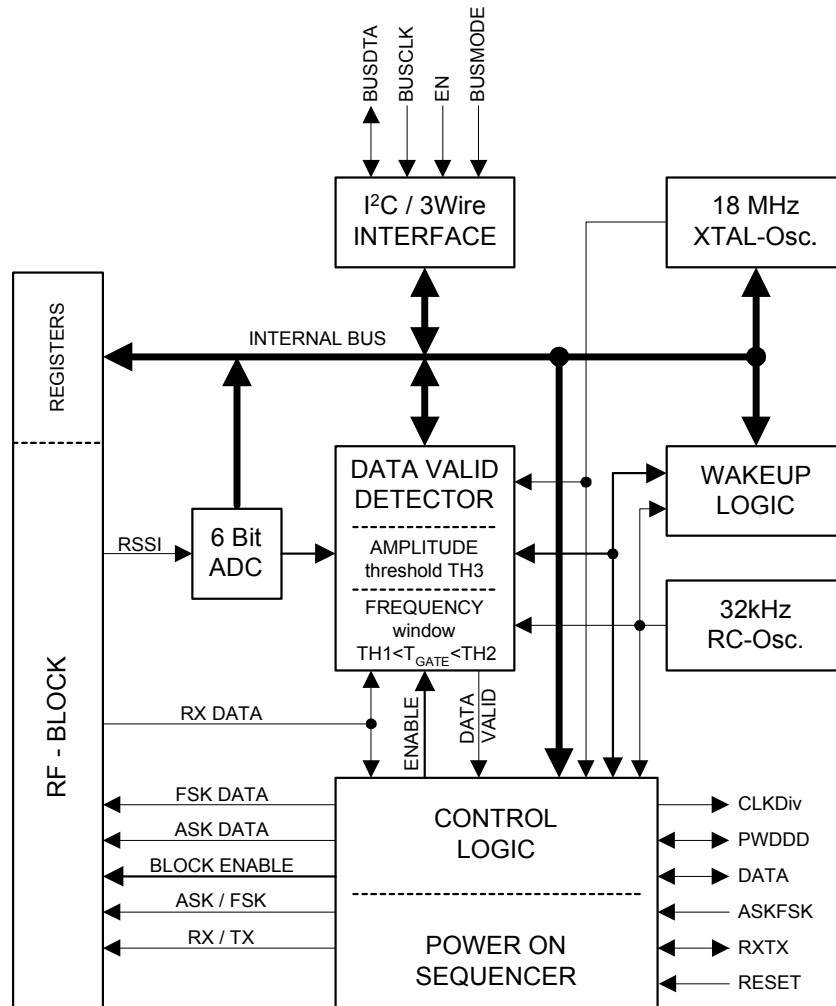 BUSDTA
BUSCLK
EN
BUSMODE
I²C / 3Wire
INTERFACE
18 MHz
XTAL-Osc.
REGISTERS
INTERNAL BUS
DATA VALID
DETECTOR
AMPLITUDE
threshold TH3
FREQUENCY
window
TH1<T_GATE<TH2
WAKEUP
LOGIC
RSSI
6 Bit
ADC
32kHz
RC-Osc.
RF - BLOCK
RX DATA
ENABLE
DATA
VALID
FSK DATA
ASK DATA
BLOCK ENABLE
ASK / FSK
RX / TX
CONTROL
LOGIC
POWER ON
SEQUENCER
CLKDiv
PWDDD
DATA
ASKFSK
RXTX
RESET